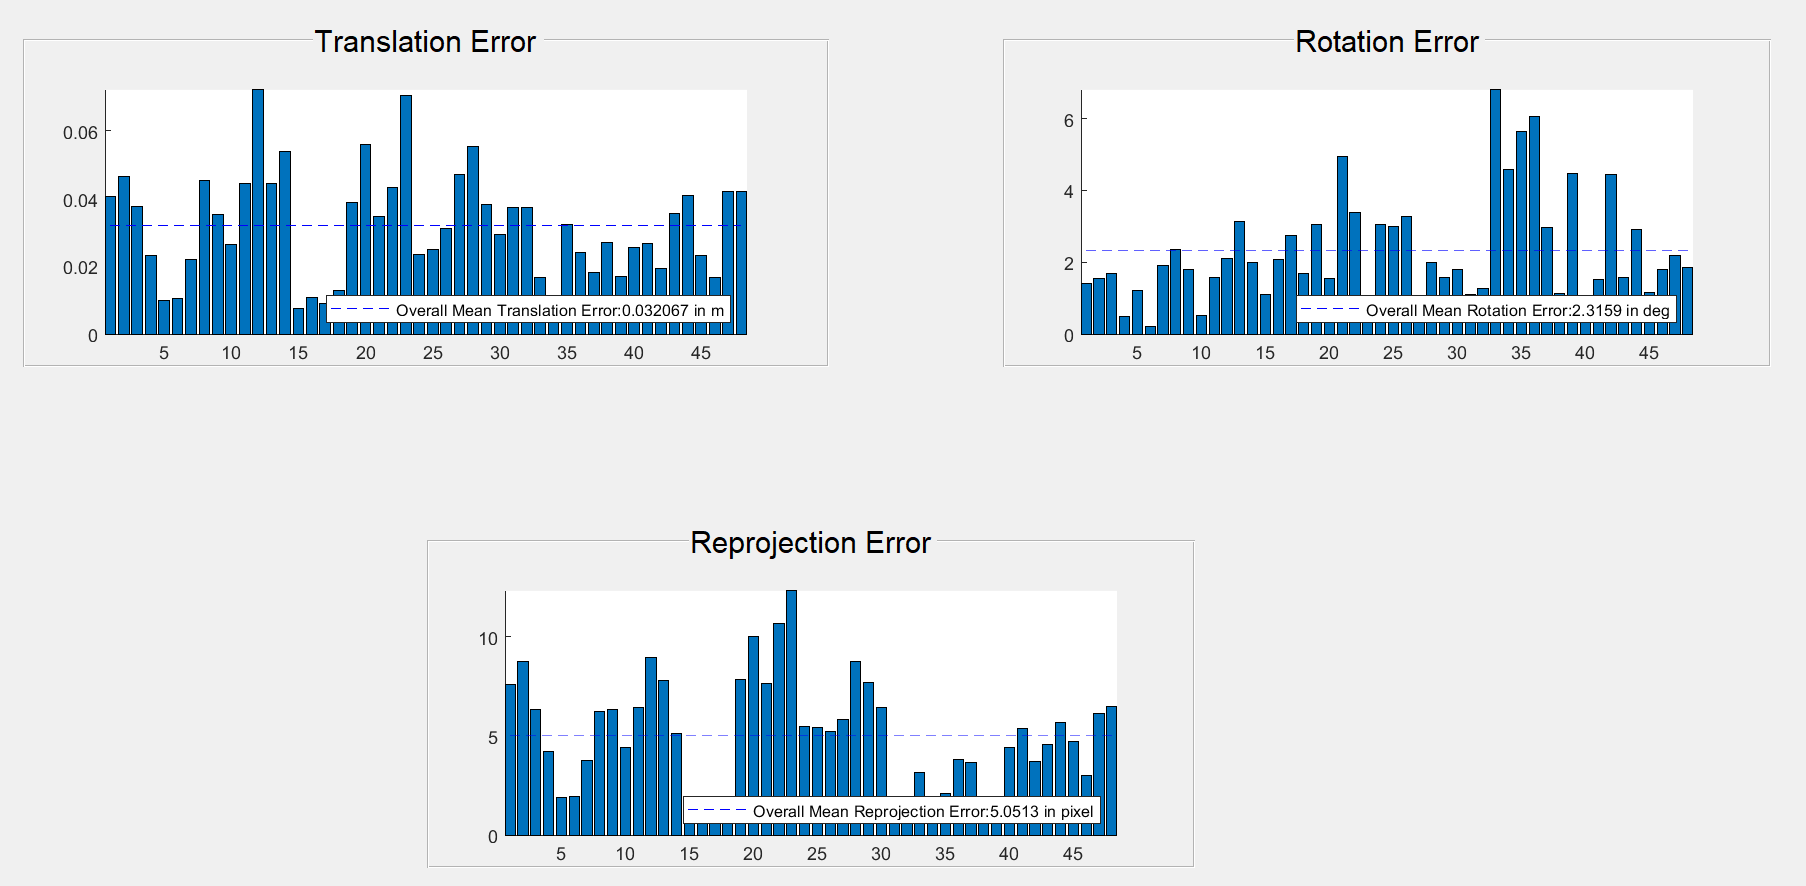 Translation Error
0.06
0.04
0.02
0
5 10 15 20 25 30 35 40 45
Overall Mean Translation Error:0.032067 in m
Rotation Error
6
4
2
0
5 10 15 20 25 30 35 40 45
Overall Mean Rotation Error:2.3159 in deg
Reprojection Error
10
5
0
5 10 15 20 25 30 35 40 45
Overall Mean Reprojection Error:5.0513 in pixel